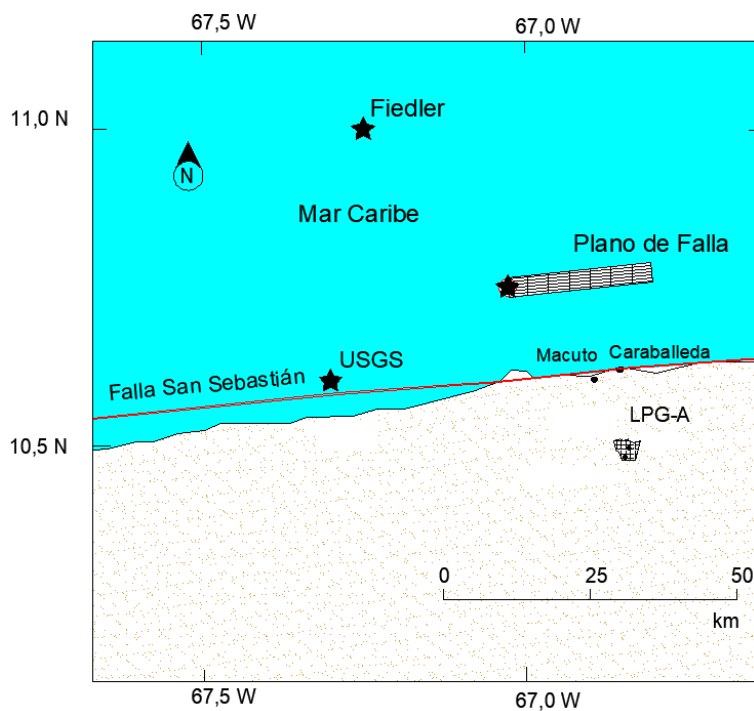 67,5 W
67,0 W
11,0 N
Fiedler
N
Mar Caribe
Plano de Falla
USGS
Macuto
Caraballeda
Falla San Sebastián
LPG-A
10,5 N
0
25
50
km
67,5 W
67,0 W